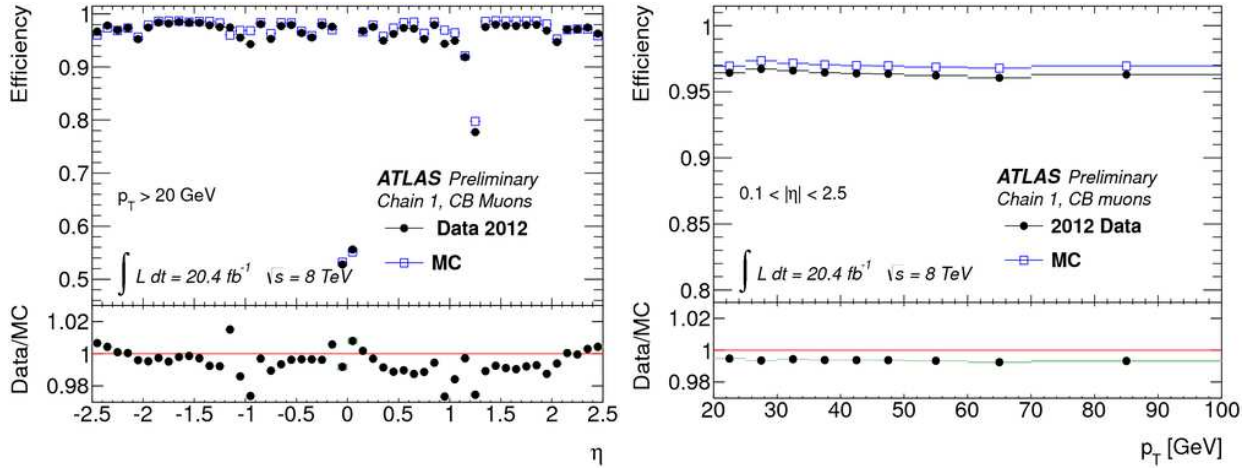 Efficiency
1
0.9
0.8
0.7
0.6
0.5
p_T > 20 GeV
ATLAS Preliminary
Chain 1, CB Muons
Data 2012
MC
∫ L dt = 20.4 fb⁻¹ √s = 8 TeV
Data/MC
1.02
1
0.98
-2.5 -2 -1.5 -1 -0.5 0 0.5 1 1.5 2 2.5
η
Efficiency
1
0.95
0.9
0.85
0.8
0.1 < |η| < 2.5
ATLAS Preliminary
Chain 1, CB muons
2012 Data
MC
∫ L dt = 20.4 fb⁻¹ √s = 8 TeV
Data/MC
1.02
1
0.98
20 30 40 50 60 70 80 90 100
p_T [GeV]